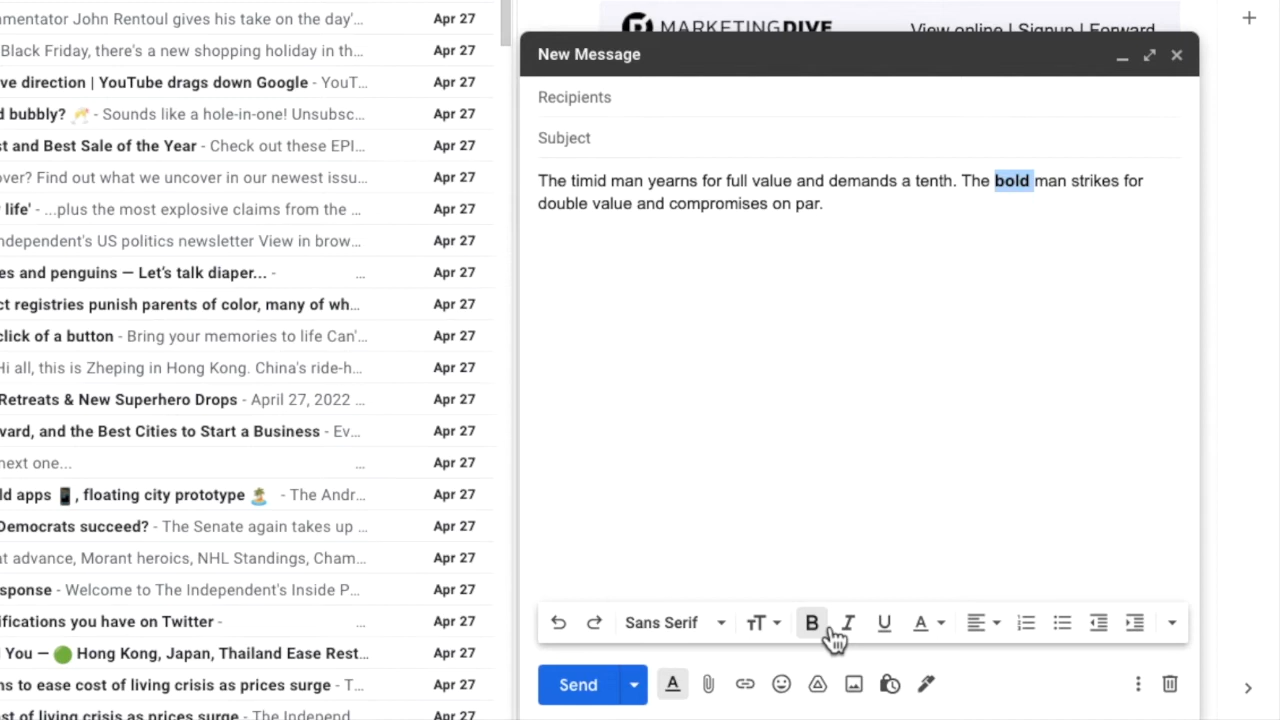 mmentator John Rentoul gives his take on the day'... Apr 27
Black Friday, there's a new shopping holiday in th... Apr 27
ve direction | YouTube drags down Google - YouT... Apr 27
d bubbly? 🥂 - Sounds like a hole-in-one! Unsubsc... Apr 27
st and Best Sale of the Year - Check out these EPI... Apr 27
over? Find out what we uncover in our newest issu... Apr 27
life' - ...plus the most explosive claims from the ... Apr 27
ndependent's US politics newsletter View in brow... Apr 27
es and penguins — Let's talk diaper... - ... Apr 27
ct registries punish parents of color, many of wh... Apr 27
click of a button - Bring your memories to life Can'... Apr 27
Hi all, this is Zheping in Hong Kong. China's ride-h... Apr 27
Retreats & New Superhero Drops - April 27, 2022 ... Apr 27
vard, and the Best Cities to Start a Business - Ev... Apr 27
next one... ... Apr 27
ld apps 📱, floating city prototype 🏝️ - The Andr... Apr 27
Democrats succeed? - The Senate again takes up ... Apr 27
at advance, Morant heroics, NHL Standings, Cham... Apr 27
sponse - Welcome to The Independent's Inside P... Apr 27
ifications you have on Twitter - Apr 27
You — 🟢 Hong Kong, Japan, Thailand Ease Rest... Apr 27
ns to ease cost of living crisis as prices surge - T... Apr 27
st of living crisis as prices surge - The Independ... Apr 27
MARKETINGDIVE View online | Signup | Forward
New Message
Recipients
Subject
The timid man yearns for full value and demands a tenth. The bold man strikes for
double value and compromises on par.
Sans Serif
Send